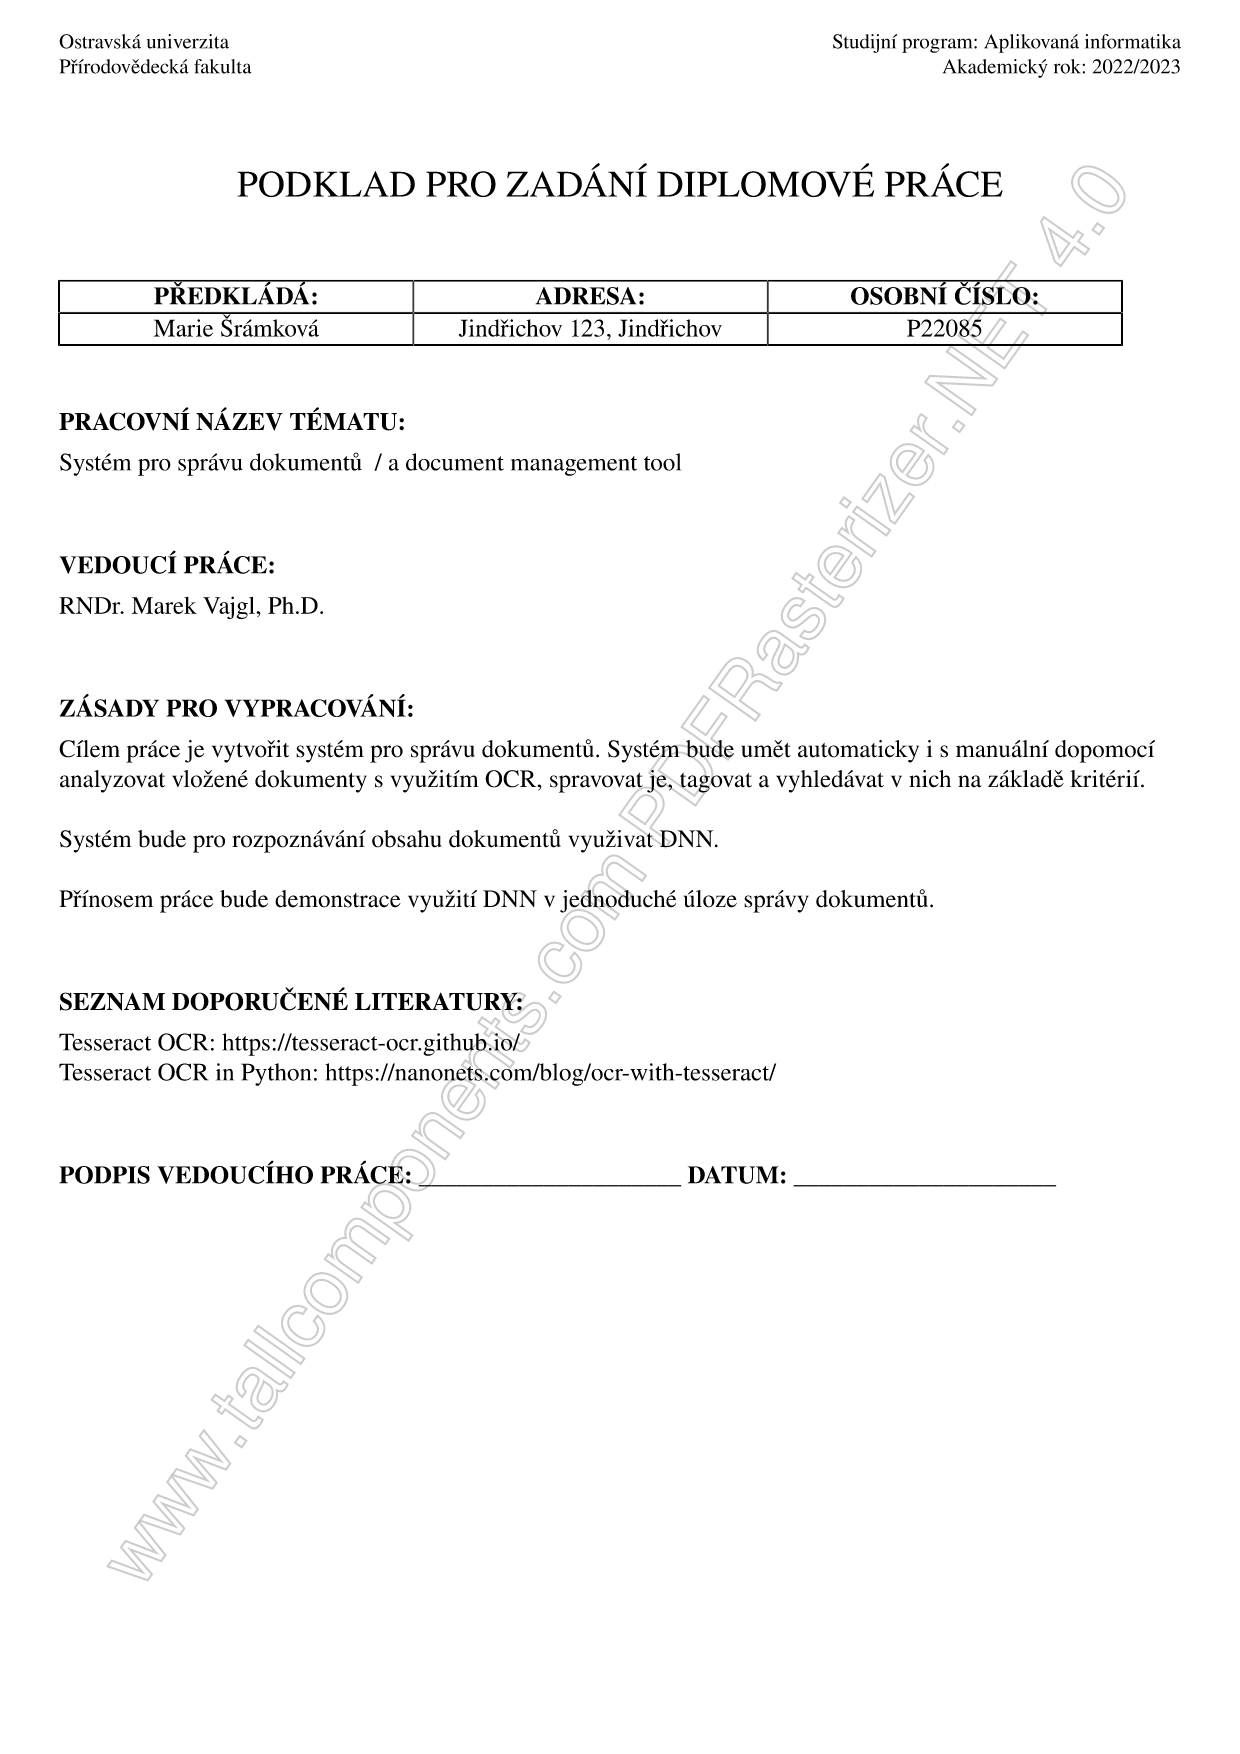 Ostravská univerzita
Přírodovědecká fakulta
Studijní program: Aplikovaná informatika
Akademický rok: 2022/2023
PODKLAD PRO ZADÁNÍ DIPLOMOVÉ PRÁCE
PŘEDKLÁDÁ: ADRESA: OSOBNÍ ČÍSLO:
Marie Šrámková Jindřichov 123, Jindřichov P22085
PRACOVNÍ NÁZEV TÉMATU:
Systém pro správu dokumentů / a document management tool
VEDOUCÍ PRÁCE:
RNDr. Marek Vajgl, Ph.D.
ZÁSADY PRO VYPRACOVÁNÍ:
Cílem práce je vytvořit systém pro správu dokumentů. Systém bude umět automaticky i s manuální dopomocí
analyzovat vložené dokumenty s využitím OCR, spravovat je, tagovat a vyhledávat v nich na základě kritérií.
Systém bude pro rozpoznávání obsahu dokumentů využivat DNN.
Přínosem práce bude demonstrace využití DNN v jednoduché úloze správy dokumentů.
SEZNAM DOPORUČENÉ LITERATURY:
Tesseract OCR: https://tesseract-ocr.github.io/
Tesseract OCR in Python: https://nanonets.com/blog/ocr-with-tesseract/
PODPIS VEDOUCÍHO PRÁCE: _____________________ DATUM: _____________________
www.tallcomponents.com PDFRasterizer.NET 4.0